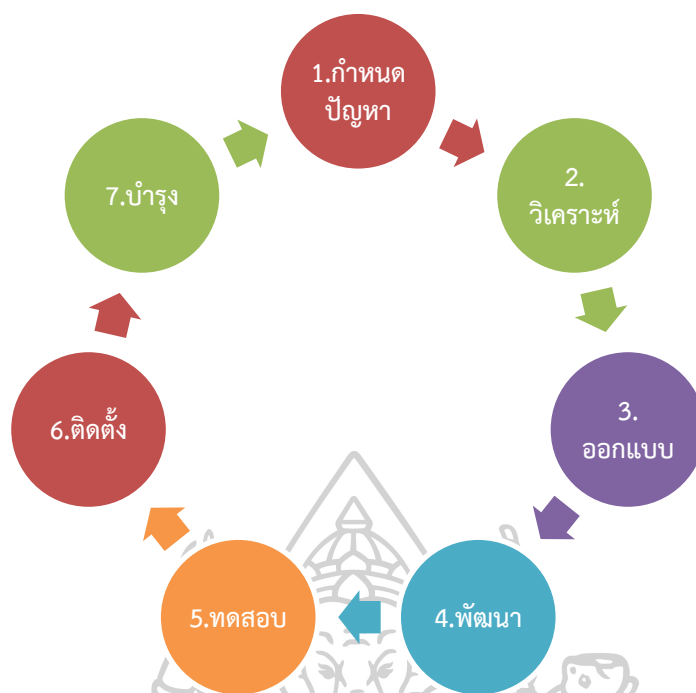 1.กำหนด
ปัญหา
2.
วิเคราะห์
3.
ออกแบบ
4.พัฒนา
5.ทดสอบ
6.ติดตั้ง
7.บำรุง